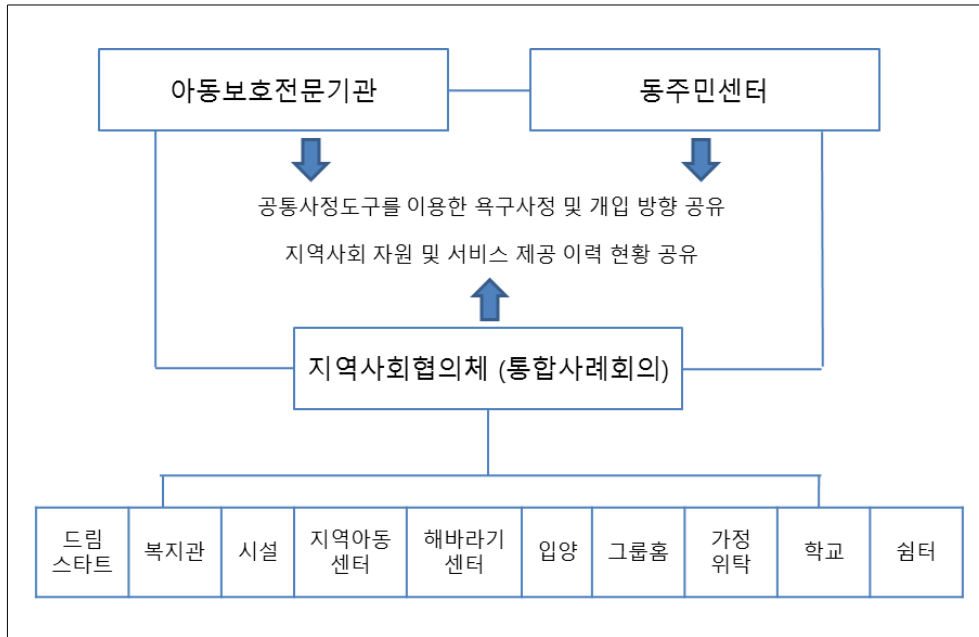 아동보호전문기관
동주민센터
공통사정도구를 이용한 욕구사정 및 개입 방향 공유
지역사회 자원 및 서비스 제공 이력 현황 공유
지역사회협의체 (통합사례회의)
드림
스타트
복지관
시설
지역아동
센터
해바라기
센터
입양
그룹홈
가정
위탁
학교
쉼터